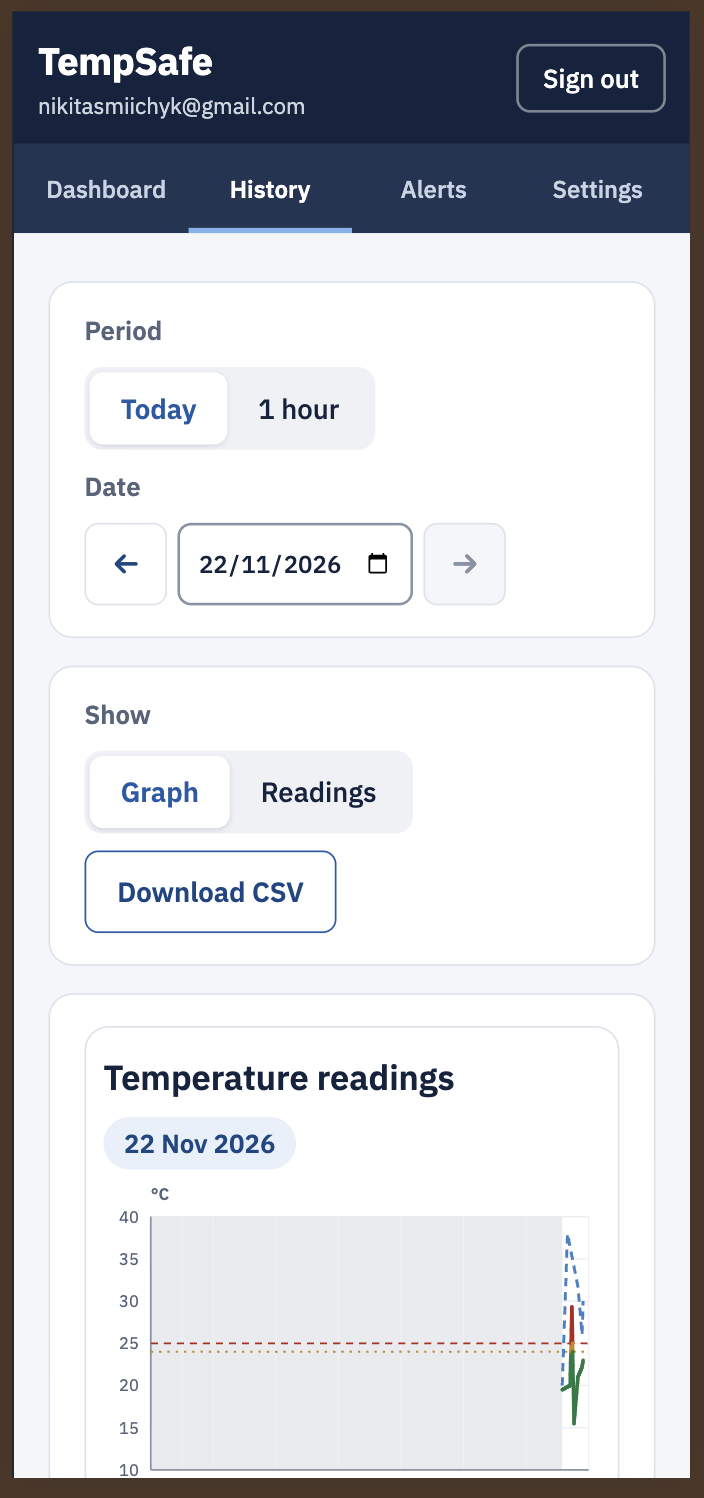 TempSafe
nikitasmiichyk@gmail.com
Sign out
Dashboard History Alerts Settings
Period
Today 1 hour
Date
← 22/11/2026 →
Show
Graph Readings
Download CSV
Temperature readings
22 Nov 2026
°C
40
35
30
25
20
15
10